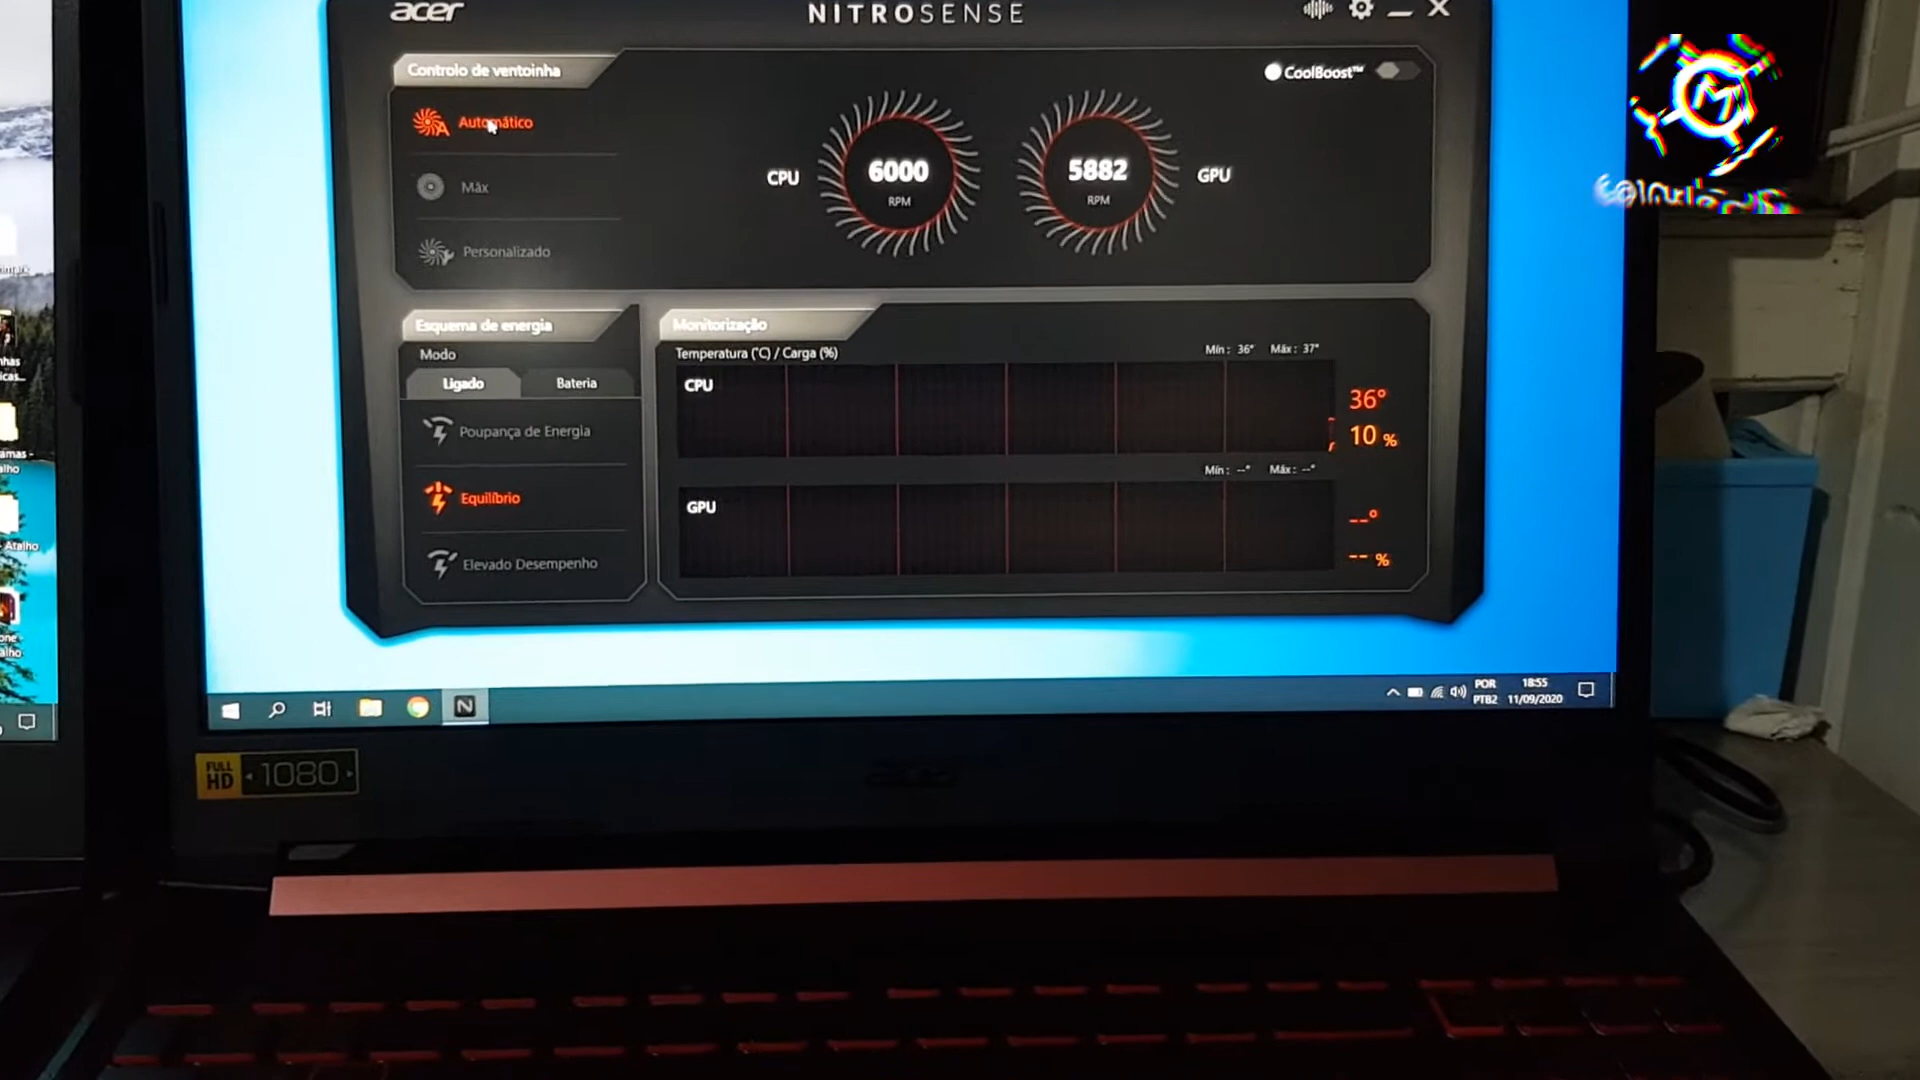 acer
NITROSENSE
Controlo de ventoinha
CoolBoost™
Automático
Máx
Personalizado
CPU
6000
RPM
5882
RPM
GPU
Esquema de energia
Modo
Ligado
Bateria
Poupança de Energia
Equilíbrio
Elevado Desempenho
Monitorização
Temperatura (°C) / Carga (%)
Mín: 36° Máx: 37°
CPU
36°
10 %
Mín: --° Máx: --°
GPU
--°
-- %
Atalho
N
POR
PTB2
18:55
11/09/2020
FULL
HD
1080
acer
M